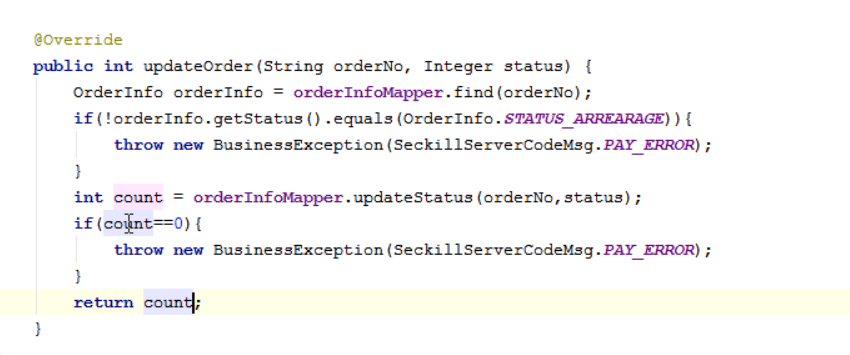 @Override
public int updateOrder(String orderNo, Integer status) {
OrderInfo orderInfo = orderInfoMapper.find(orderNo);
if(!orderInfo.getStatus().equals(OrderInfo.STATUS_ARREARAGE)){
throw new BusinessException(SeckillServerCodeMsg.PAY_ERROR);
}
int count = orderInfoMapper.updateStatus(orderNo,status);
if(count==0){
throw new BusinessException(SeckillServerCodeMsg.PAY_ERROR);
}
return count;
}